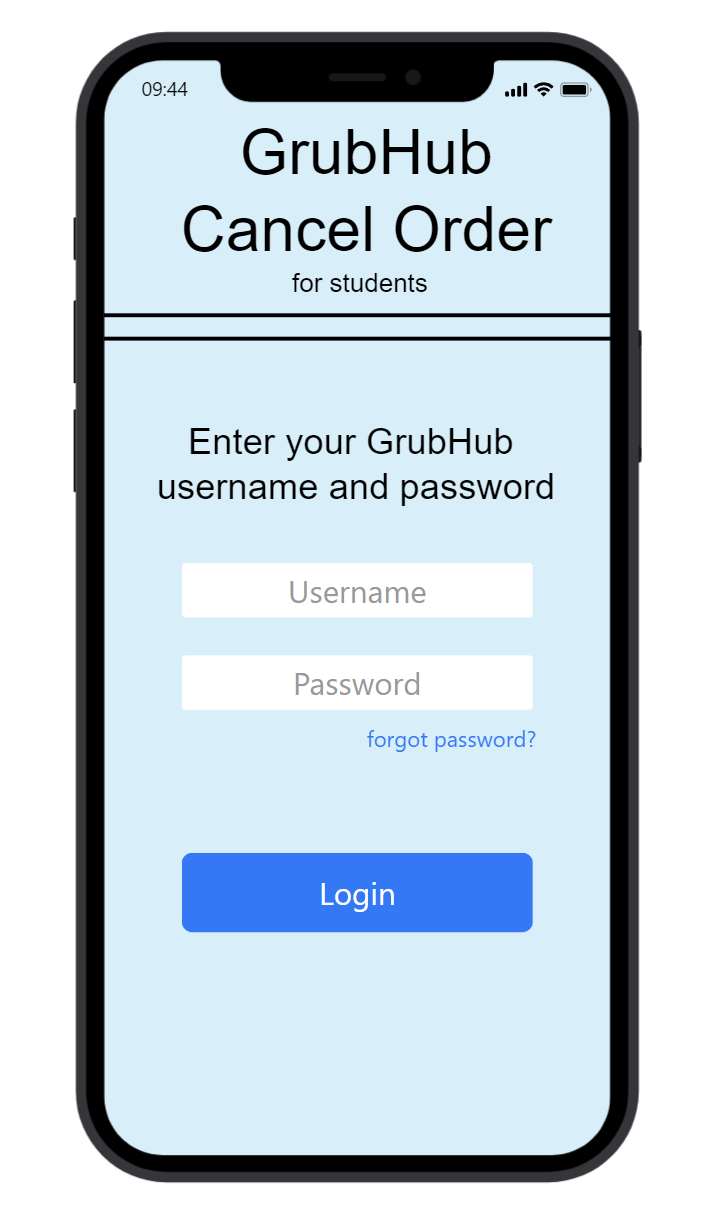 09:44
GrubHub
Cancel Order
for students
Enter your GrubHub
username and password
Username
Password
forgot password?
Login